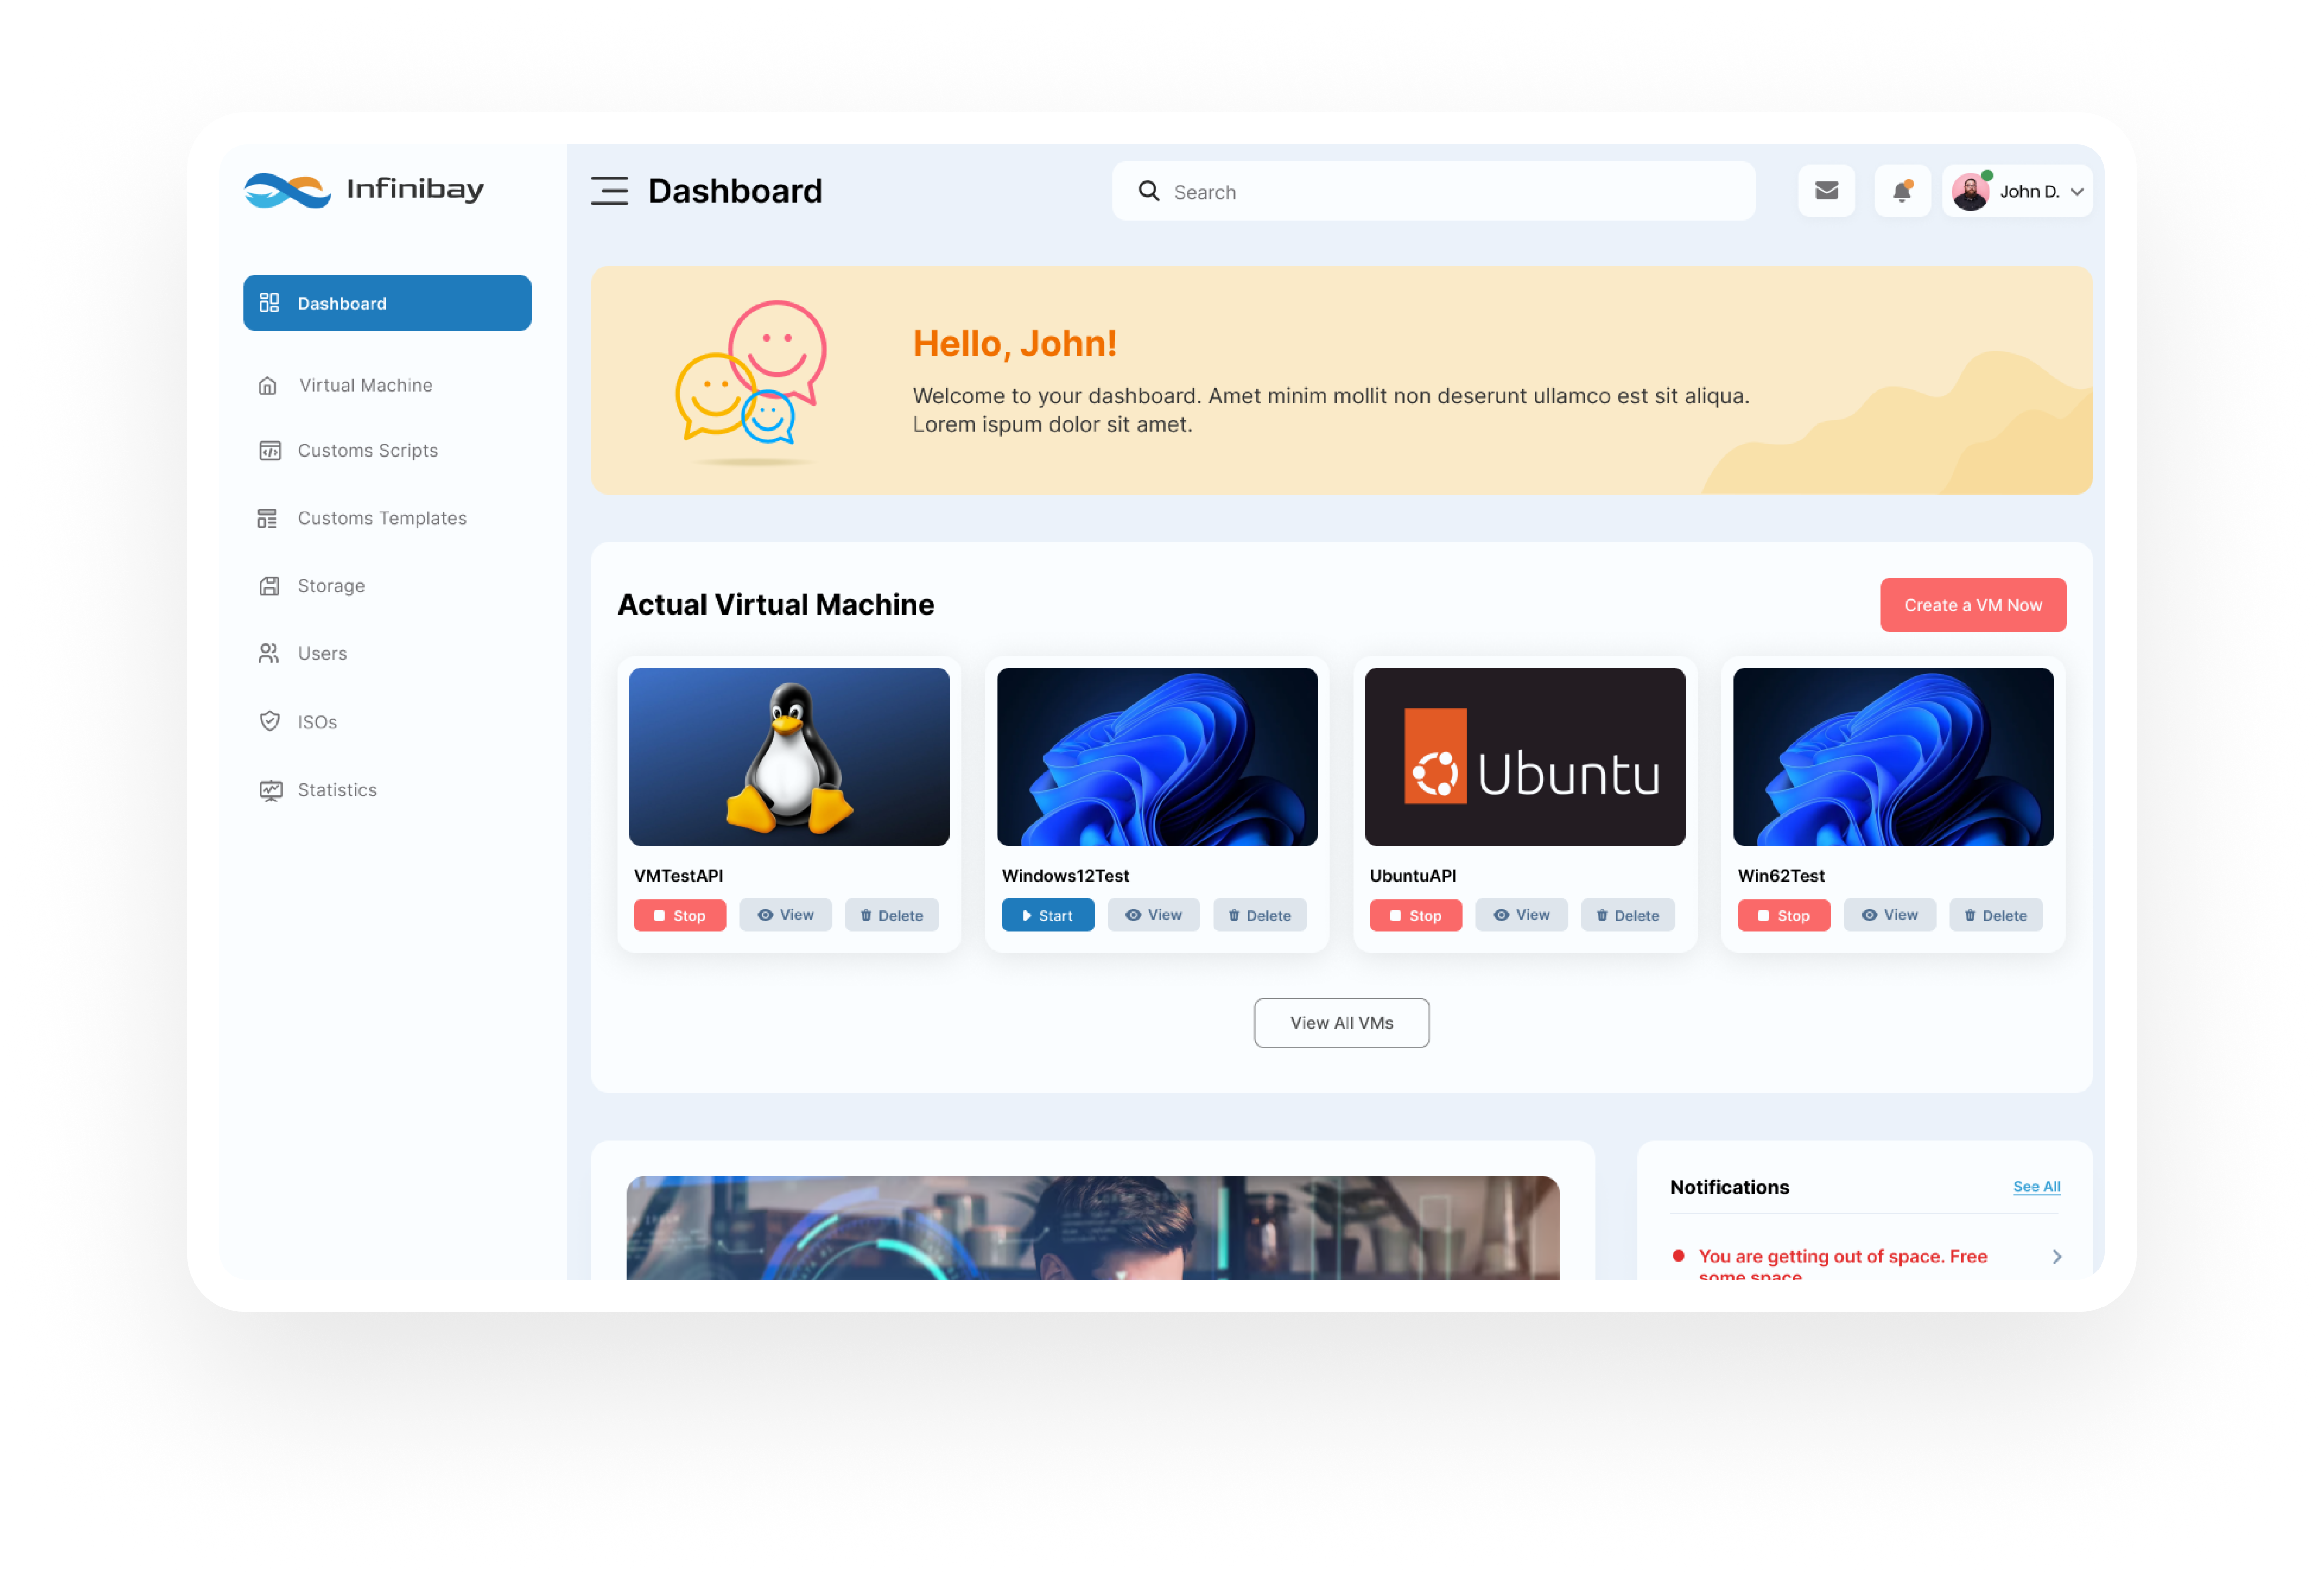 Infinibay
Dashboard
Search
John D.
Dashboard
Virtual Machine
Customs Scripts
Customs Templates
Storage
Users
ISOs
Statistics
Hello, John!
Welcome to your dashboard. Amet minim mollit non deserunt ullamco est sit aliqua.
Lorem ispum dolor sit amet.
Actual Virtual Machine
Create a VM Now
Ubuntu
VMTestAPI
Stop View Delete
Windows12Test
Start View Delete
UbuntuAPI
Stop View Delete
Win62Test
Stop View Delete
View All VMs
Notifications
See All
You are getting out of space. Free
some space